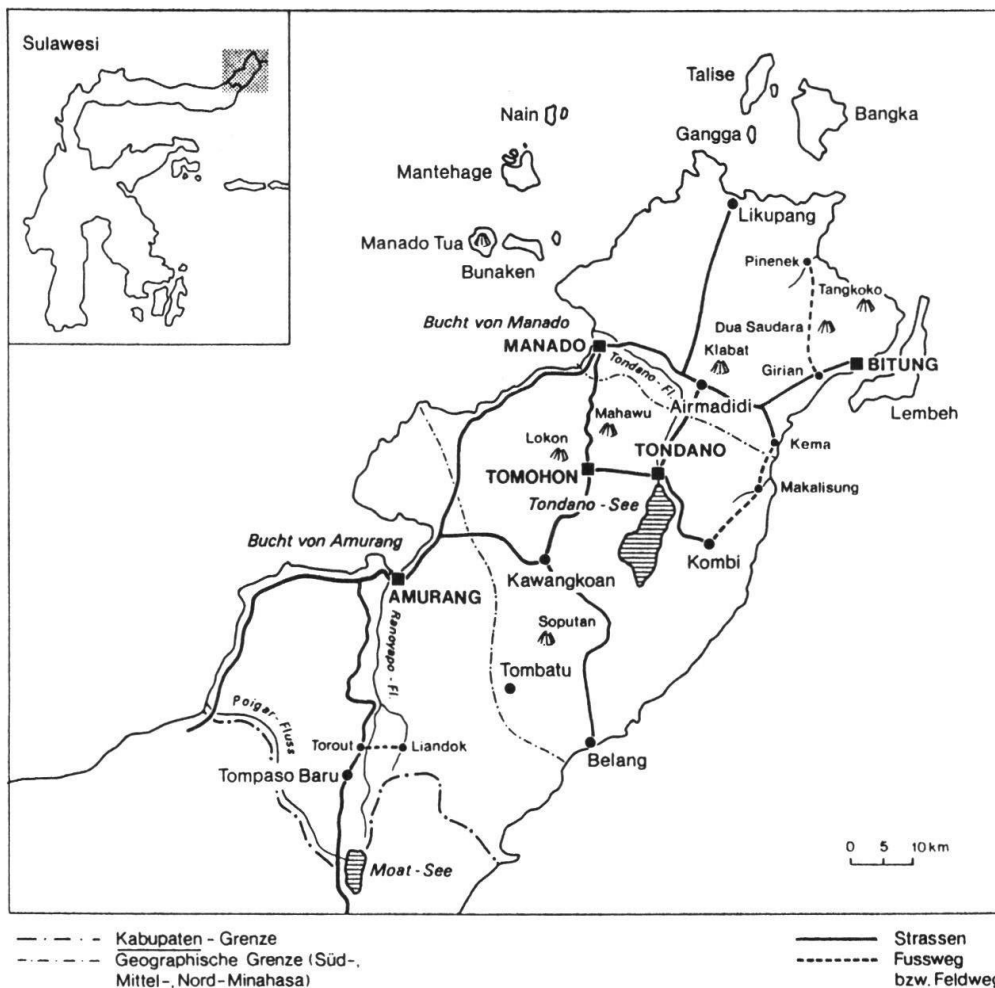 Sulawesi
Talise
Nain
Bangka
Gangga
Mantehage
Likupang
Manado Tua
Bunaken
Pinenek
Tangkoko
Bucht von Manado
Dua Saudara
MANADO
Klabat
BITUNG
Tondano-Fl.
Girian
Airmadidi
Lembeh
Mahawu
Lokon
TONDANO
Kema
TOMOHON
Makalisung
Tondano-See
Bucht von Amurang
Kombi
Kawangkoan
AMURANG
Ranoyapo-Fl.
Soputan
Tombatu
Poigar-Fluss
Torout
Liandok
Belang
Tompaso Baru
0 5 10 km
Moat-See
Kabupaten-Grenze
Geographische Grenze (Süd-,
Mittel-, Nord-Minahasa)
Strassen
Fussweg
bzw. Feldweg